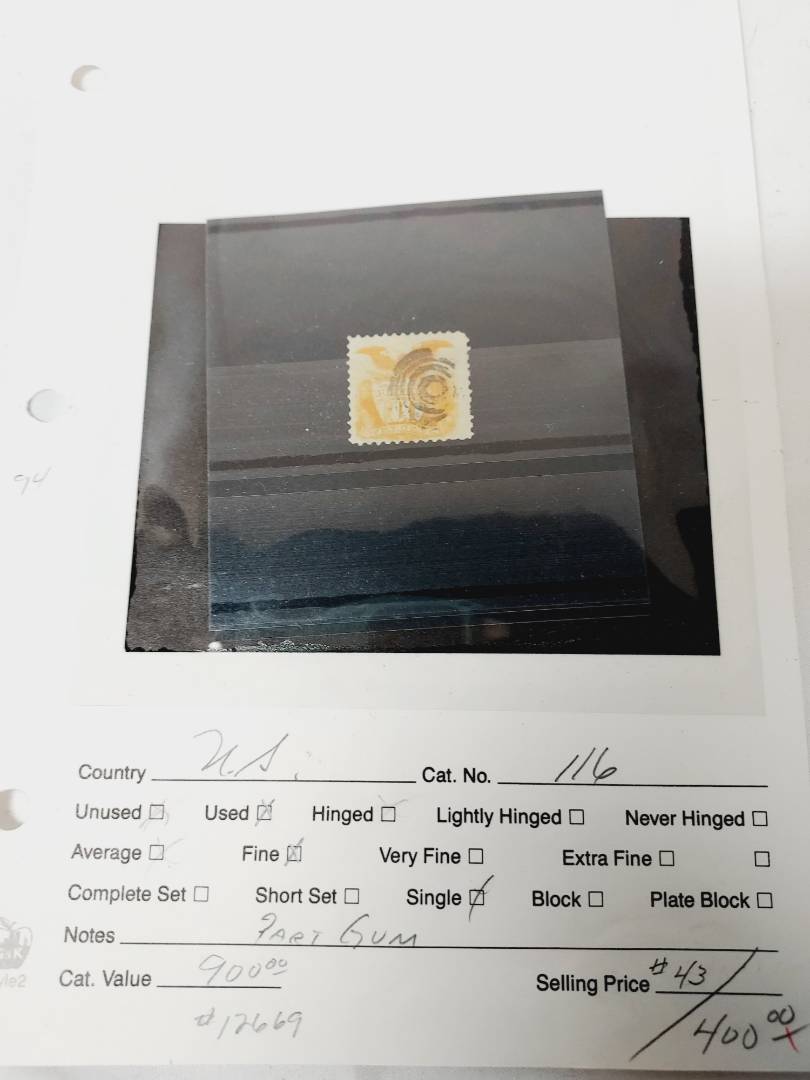 94
Country U.S. Cat. No. 116
Unused Used Hinged Lightly Hinged Never Hinged
Average Fine Very Fine Extra Fine
Complete Set Short Set Single Block Plate Block
Notes PART GUM
Cat. Value 900.00 Selling Price #43
#12669 400.00